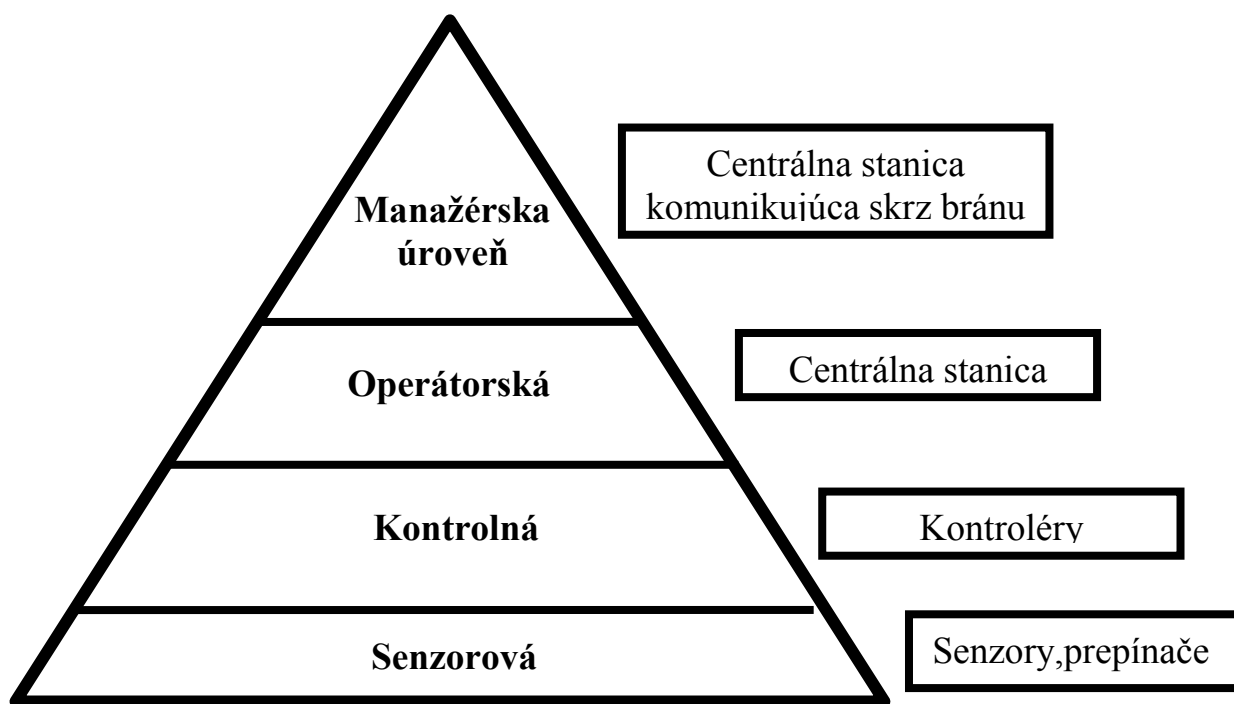 Manažérska
úroveň
Centrálna stanica
komunikujúca skrz bránu
Operátorská
Centrálna stanica
Kontrolná
Kontroléry
Senzorová
Senzory,prepínače